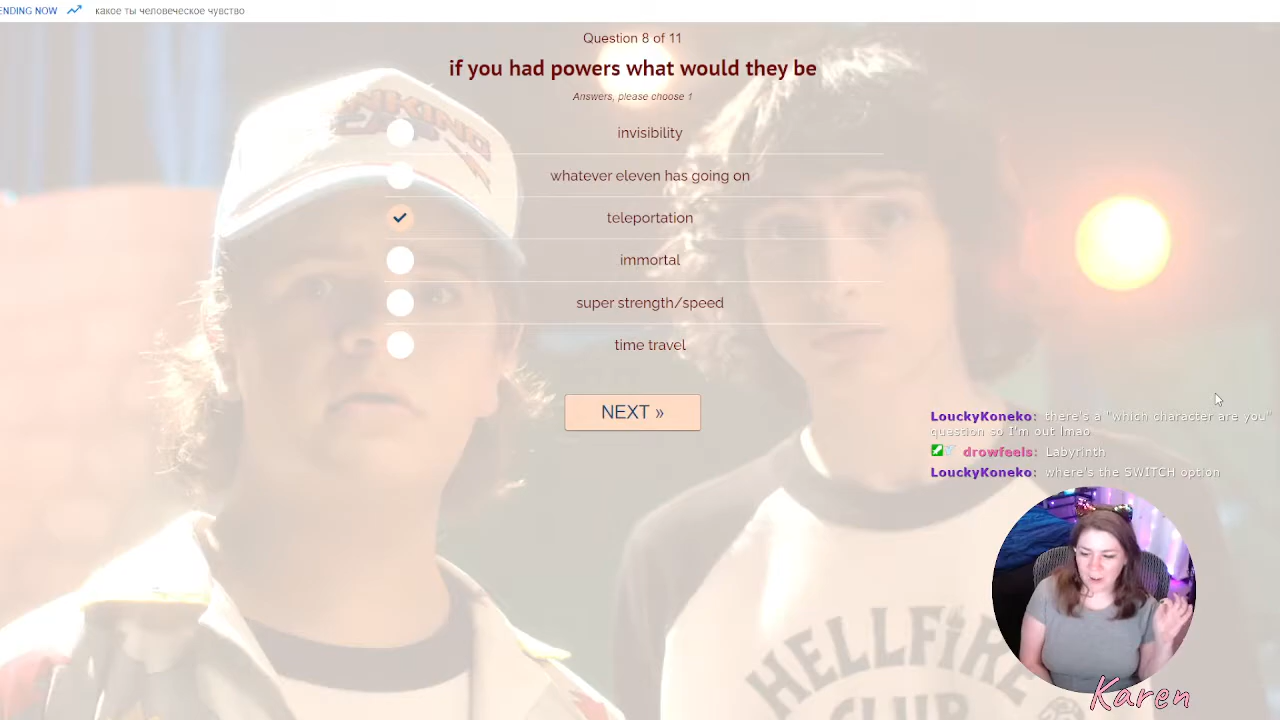 ENDING NOW
какое ты человеческое чувство
Question 8 of 11
if you had powers what would they be
Answers, please choose 1
invisibility
whatever eleven has going on
teleportation
immortal
super strength/speed
time travel
NEXT »
LouckyKoneko: there's a "which character are you"
question so I'm out lmao
drowfeels: Labyrinth
LouckyKoneko: where's the SWITCH option
HELLFIRE
CLUB
Karen